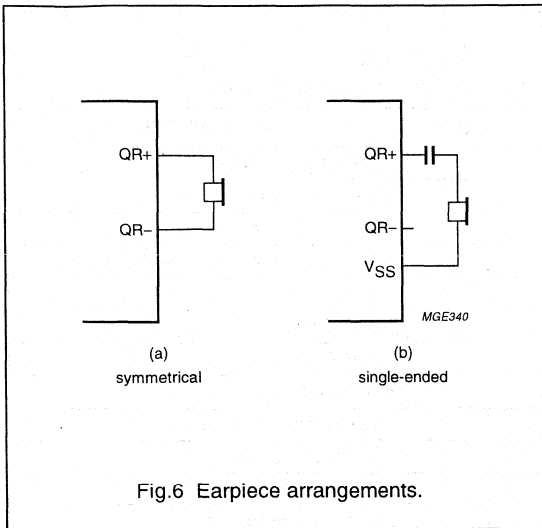 QR+
QR−
(a)
symmetrical
QR+
QR−
VSS
MGE340
(b)
single-ended
Fig.6 Earpiece arrangements.